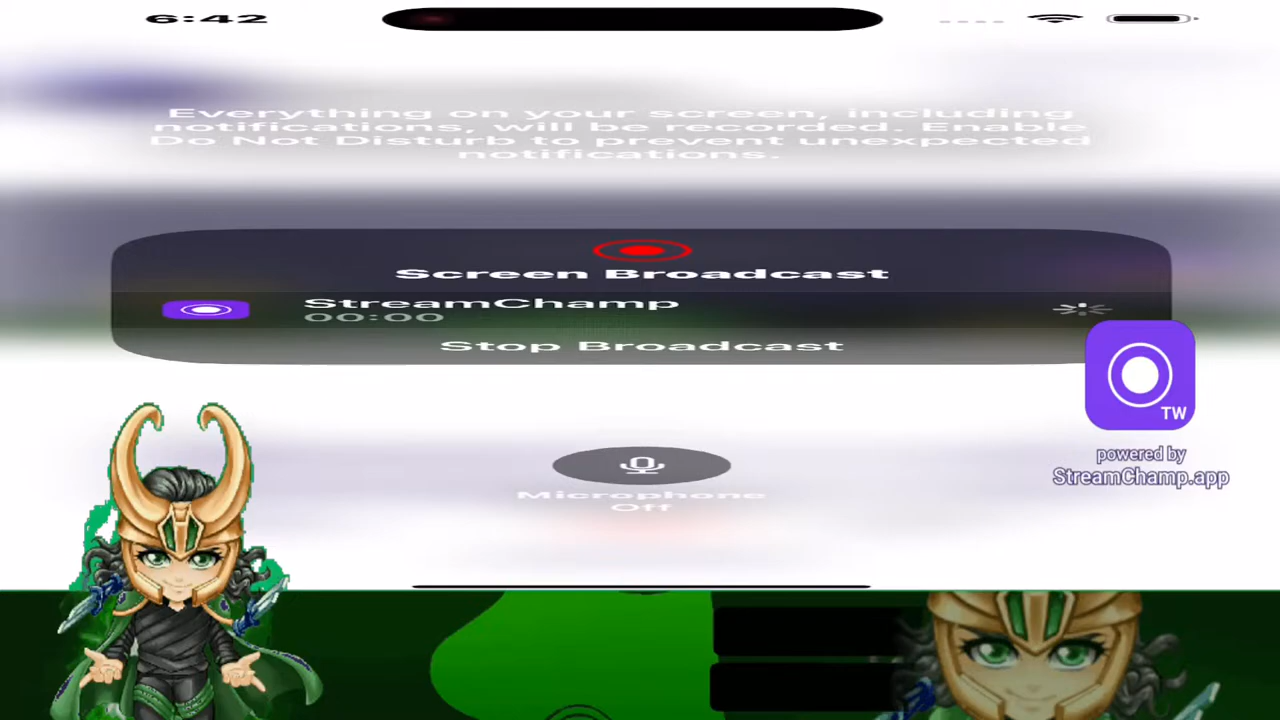 6:42
Everything on your screen, including
notifications, will be recorded. Enable
Do Not Disturb to prevent unexpected
notifications.
Screen Broadcast
StreamChamp
00:00
Stop Broadcast
TW
powered by
StreamChamp.app
Microphone
Off